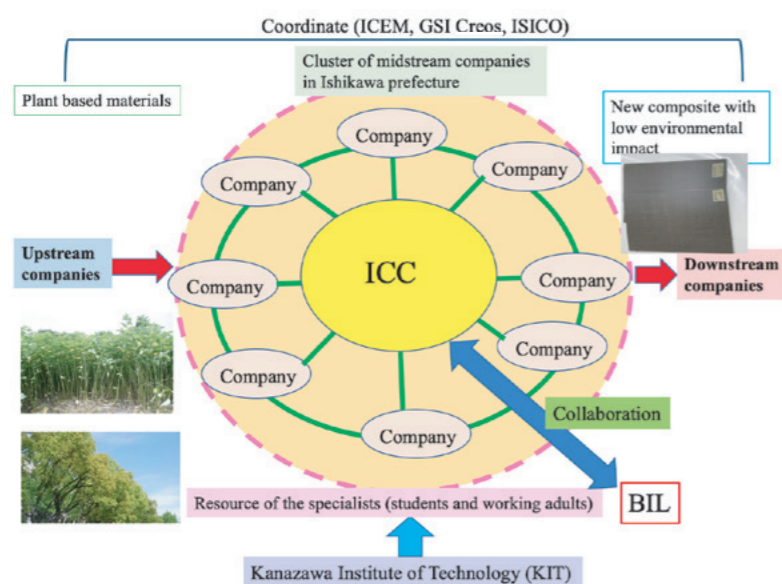 Coordinate (ICEM, GSI Creos, ISICO)
Cluster of midstream companies
in Ishikawa prefecture
Plant based materials
New composite with
low environmental
impact
Company
Company
Company
Upstream
companies
ICC
Company
Company
Downstream
companies
Company
Company
Company
Collaboration
Resource of the specialists (students and working adults)
BIL
Kanazawa Institute of Technology (KIT)